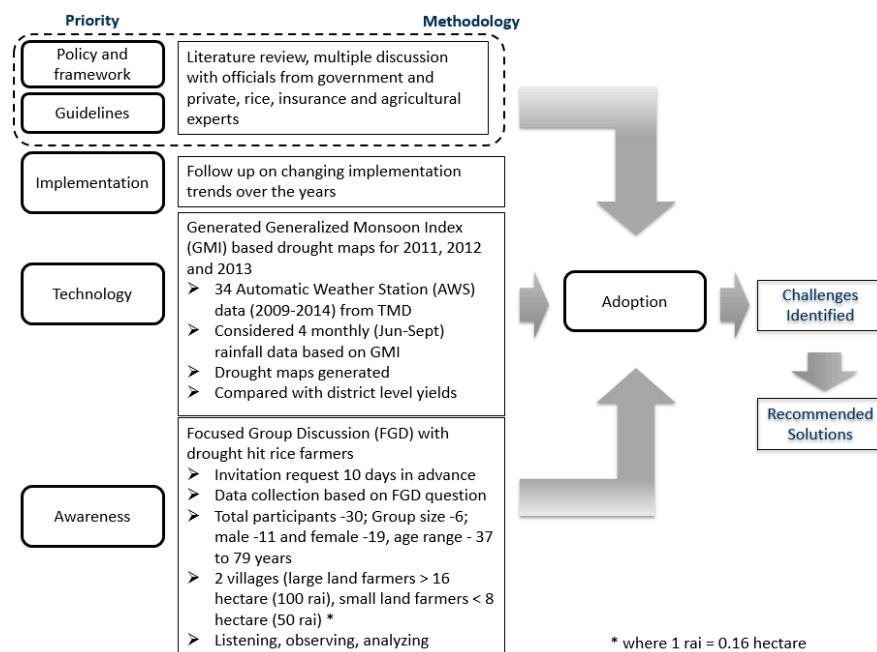 Priority
Methodology
Policy and
framework
Guidelines
Literature review, multiple discussion
with officials from government and
private, rice, insurance and agricultural
experts
Implementation
Follow up on changing implementation
trends over the years
Technology
Generated Generalized Monsoon Index
(GMI) based drought maps for 2011, 2012
and 2013
➤ 34 Automatic Weather Station (AWS)
data (2009-2014) from TMD
➤ Considered 4 monthly (Jun-Sept)
rainfall data based on GMI
➤ Drought maps generated
➤ Compared with district level yields
Awareness
Focused Group Discussion (FGD) with
drought hit rice farmers
➤ Invitation request 10 days in advance
➤ Data collection based on FGD question
➤ Total participants -30; Group size -6;
male -11 and female -19, age range - 37
to 79 years
➤ 2 villages (large land farmers > 16
hectare (100 rai), small land farmers < 8
hectare (50 rai) *
➤ Listening, observing, analyzing
Adoption
Challenges
Identified
Recommended
Solutions
* where 1 rai = 0.16 hectare